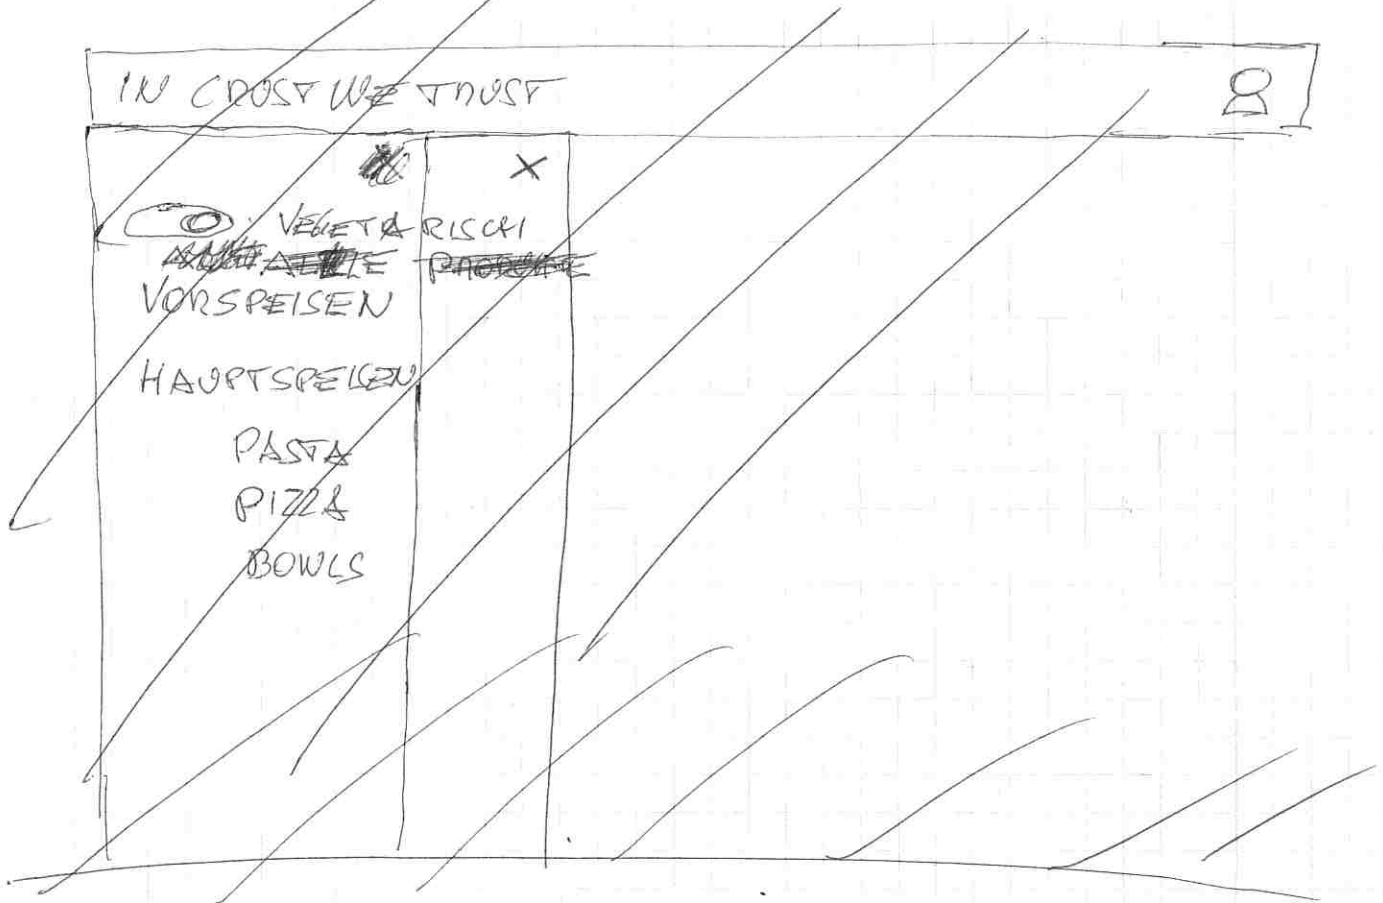 IN CRUST WE TRUST
X
VEGETARISCH
ALLE PRODUKTE
VORSPEISEN
HAUPTSPEISEN
PASTA
PIZZA
BOWLS